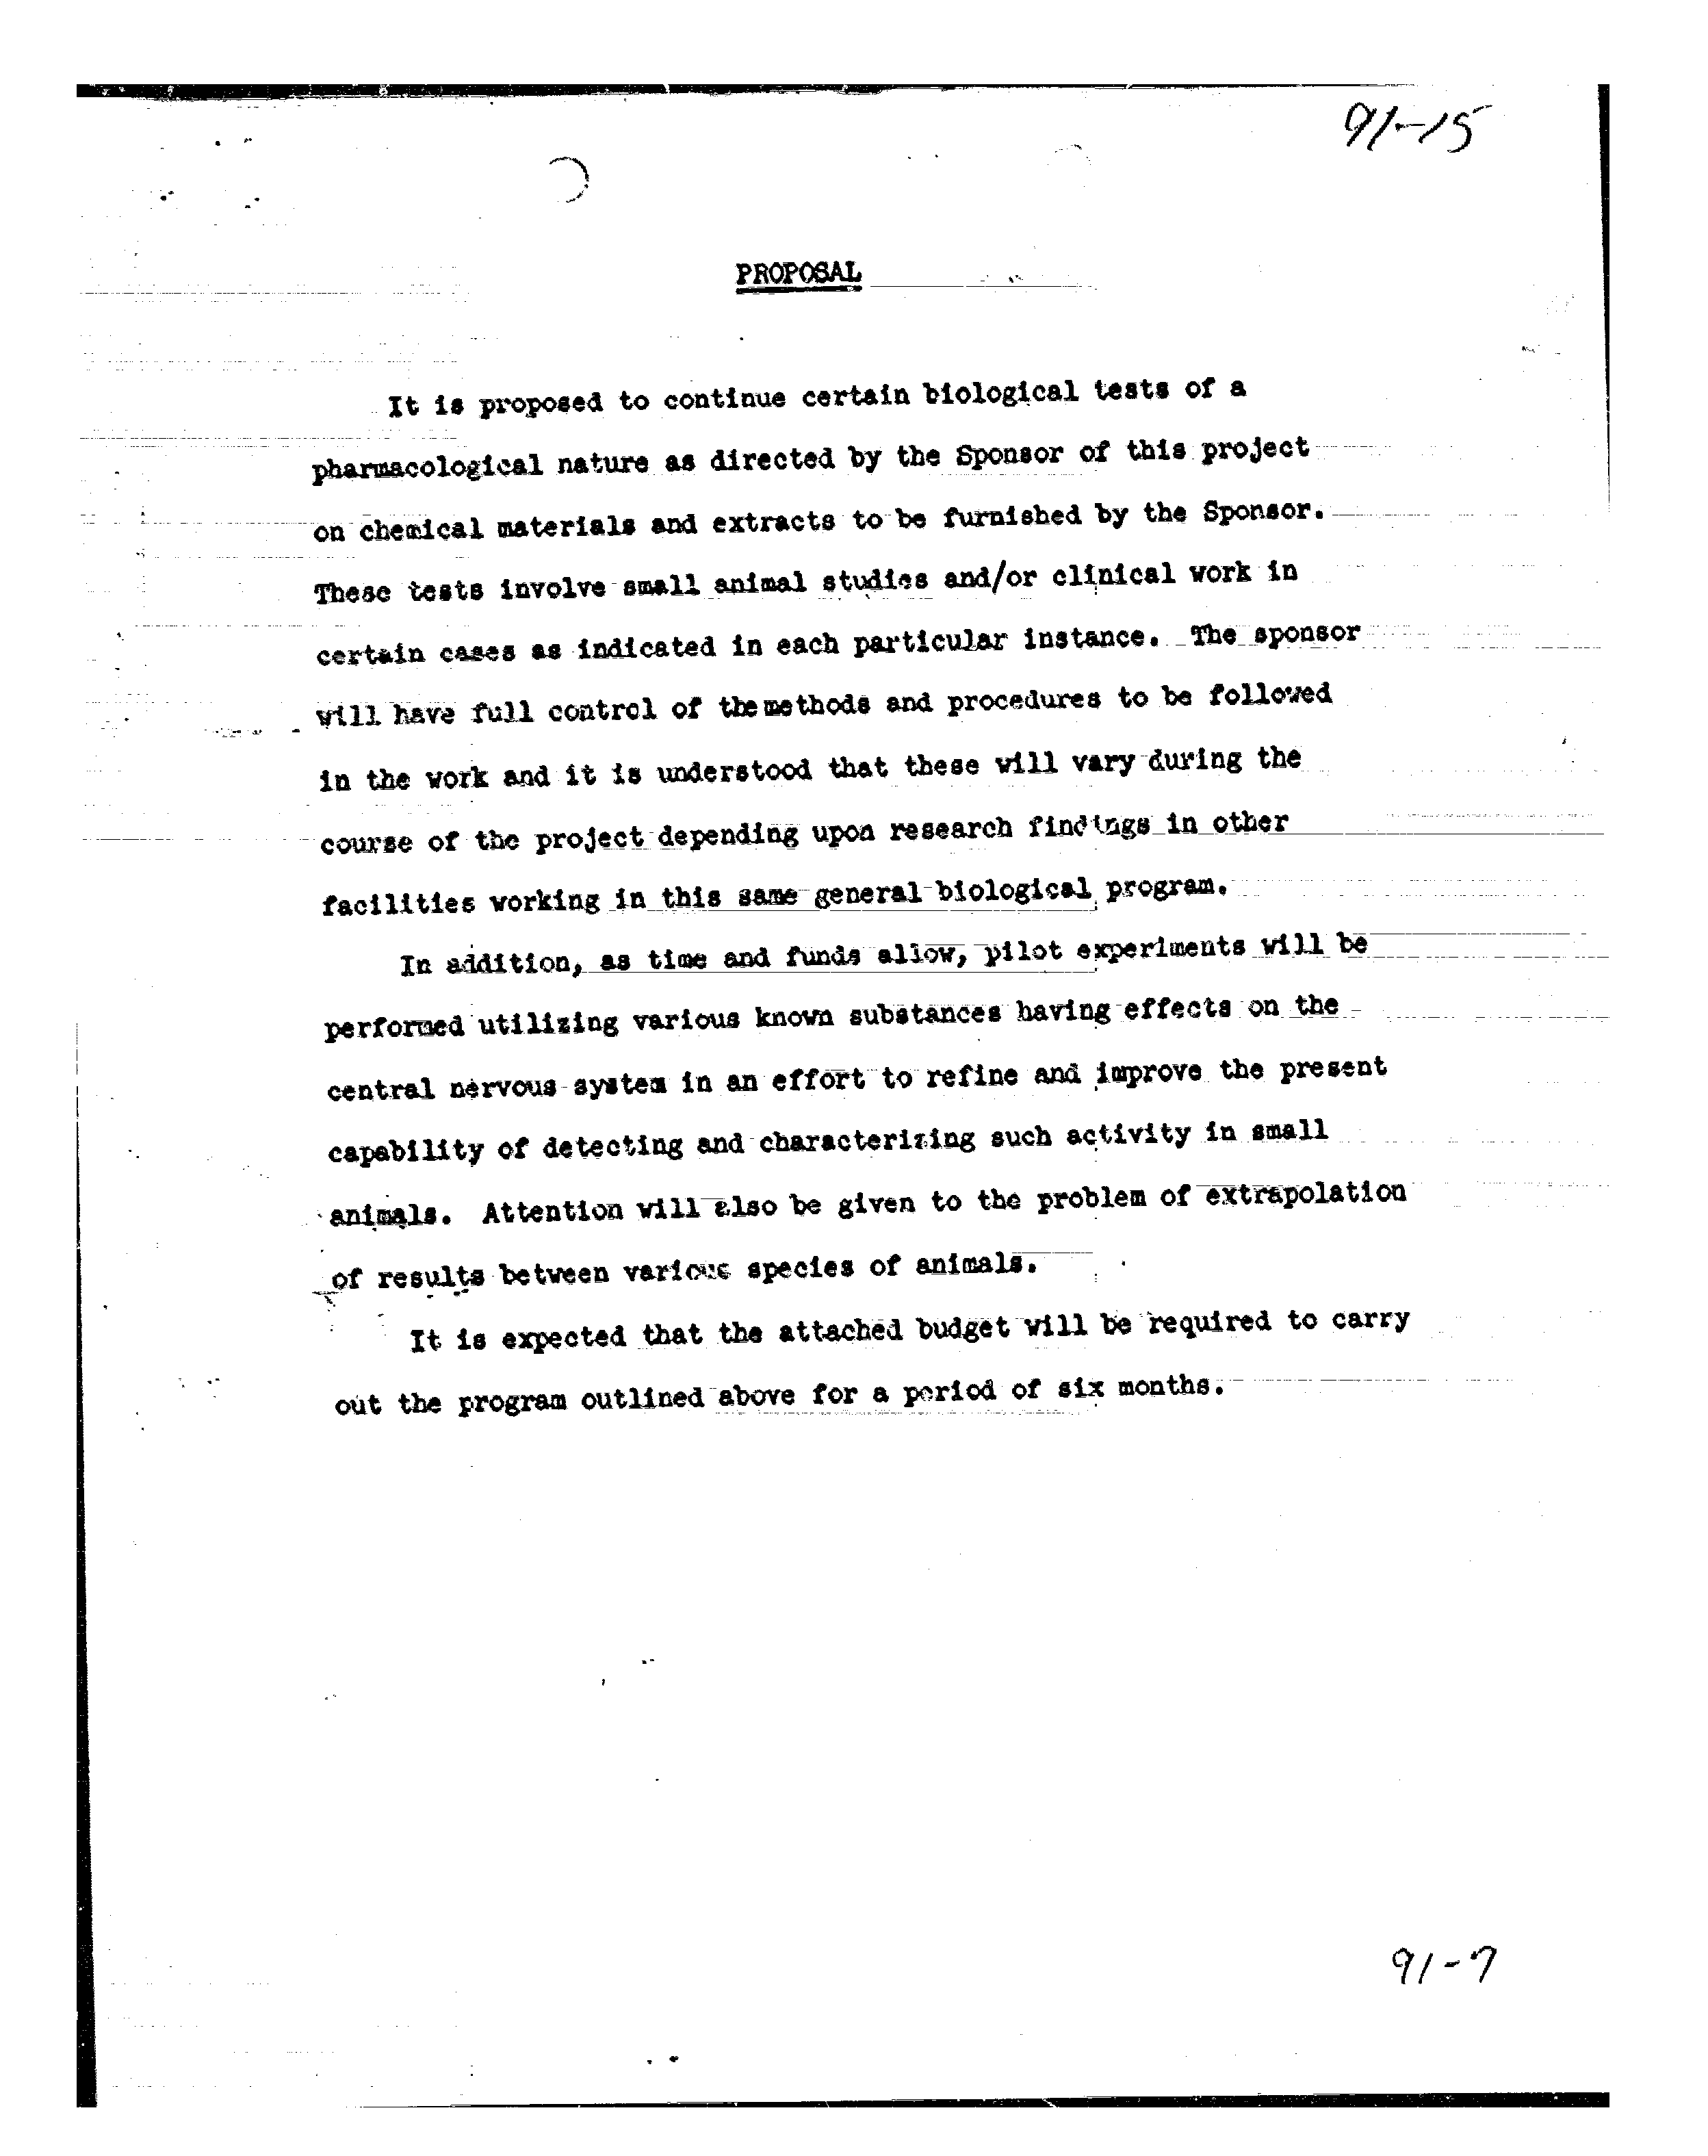 91-15
PROPOSAL
It is proposed to continue certain biological tests of a
pharmacological nature as directed by the Sponsor of this project
on chemical materials and extracts to be furnished by the Sponsor.
These tests involve small animal studies and/or clinical work in
certain cases as indicated in each particular instance. The sponsor
will have full control of the methods and procedures to be followed
in the work and it is understood that these will vary during the
course of the project depending upon research findings in other
facilities working in this same general biological program.
In addition, as time and funds allow, pilot experiments will be
performed utilizing various known substances having effects on the
central nervous system in an effort to refine and improve the present
capability of detecting and characterizing such activity in small
animals. Attention will also be given to the problem of extrapolation
of results between various species of animals.
It is expected that the attached budget will be required to carry
out the program outlined above for a period of six months.
91-7